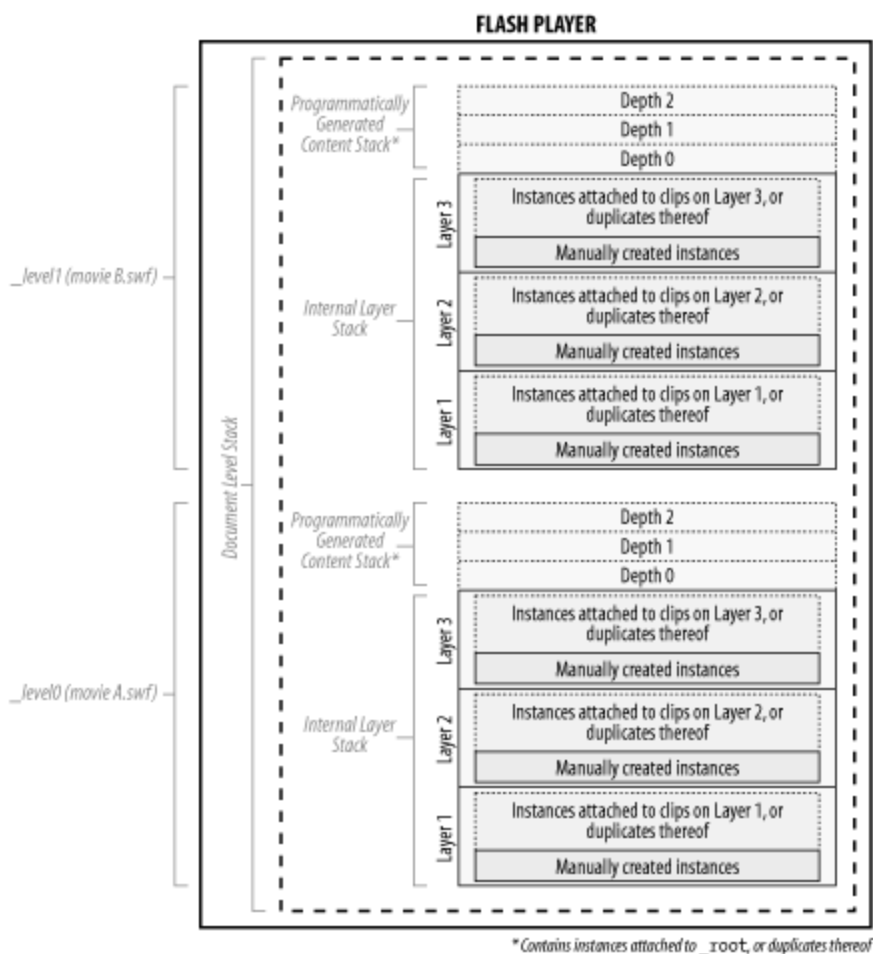 FLASH PLAYER
Programmatically
Generated
Content Stack*
Depth 2
Depth 1
Depth 0
_level1 (movie B.swf)
Internal Layer
Stack
Layer 3
Instances attached to clips on Layer 3, or
duplicates thereof
Manually created instances
Layer 2
Instances attached to clips on Layer 2, or
duplicates thereof
Manually created instances
Layer 1
Instances attached to clips on Layer 1, or
duplicates thereof
Manually created instances
Document Level Stack
Programmatically
Generated
Content Stack*
Depth 2
Depth 1
Depth 0
_level0 (movie A.swf)
Internal Layer
Stack
Layer 3
Instances attached to clips on Layer 3, or
duplicates thereof
Manually created instances
Layer 2
Instances attached to clips on Layer 2, or
duplicates thereof
Manually created instances
Layer 1
Instances attached to clips on Layer 1, or
duplicates thereof
Manually created instances
* Contains instances attached to _root, or duplicates thereof